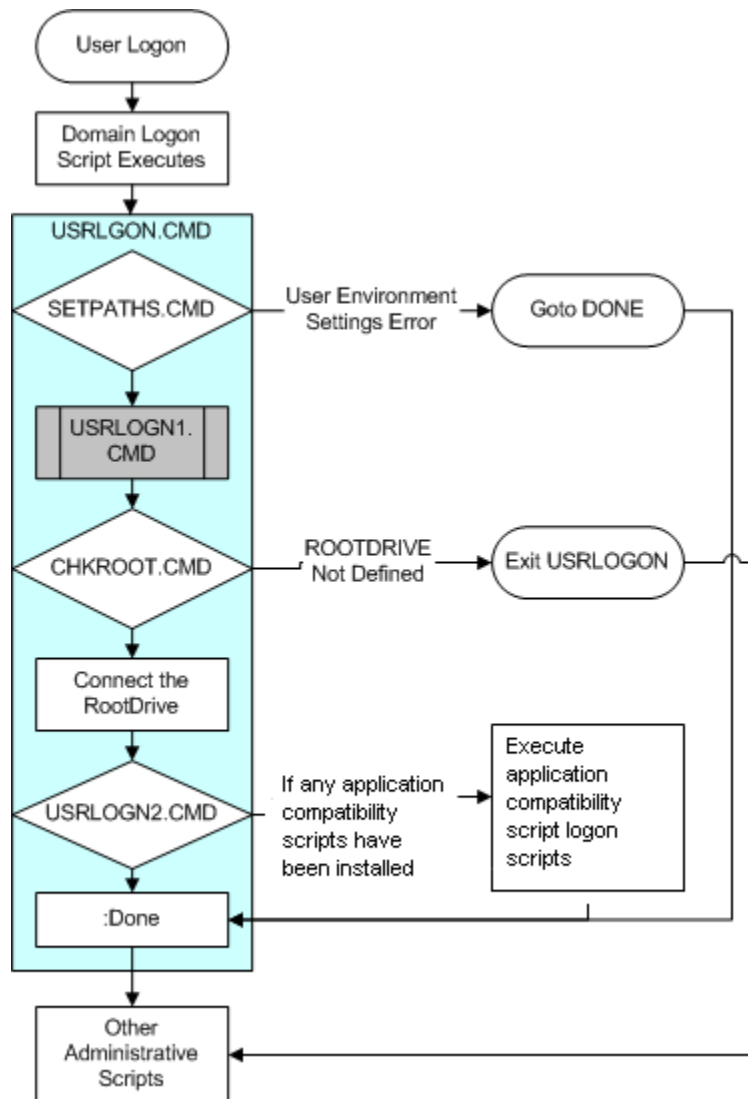 User Logon
Domain Logon
Script Executes
USRLGON.CMD
SETPATHS.CMD
User Environment
Settings Error
Goto DONE
USRLOGN1.
CMD
CHKROOT.CMD
ROOTDRIVE
Not Defined
Exit USRLOGON
Connect the
RootDrive
USRLOGN2.CMD
If any application
compatibility
scripts have
been installed
Execute
application
compatibility
script logon
scripts
:Done
Other
Administrative
Scripts